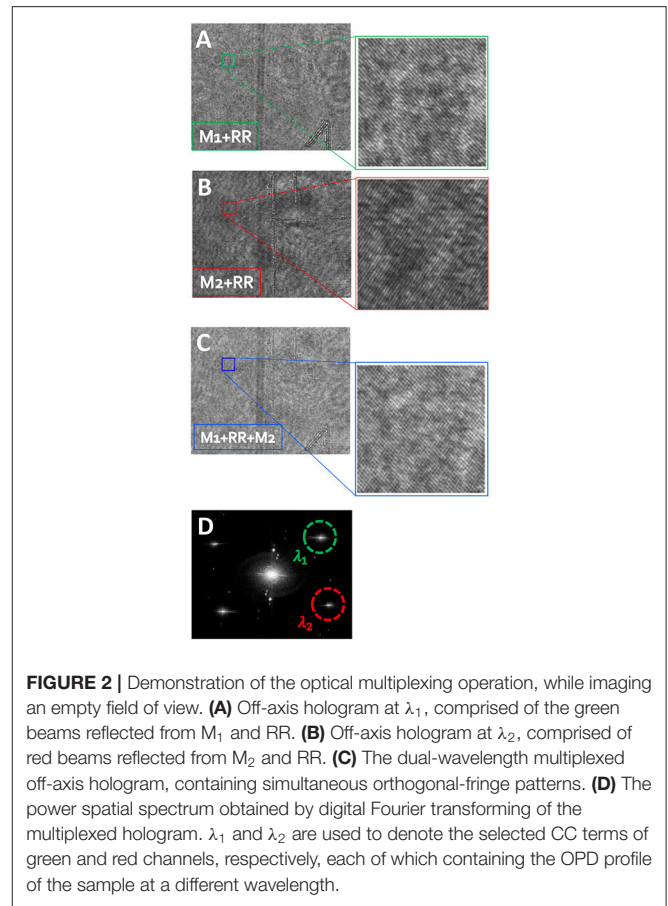 A
M1+RR
B
M2+RR
C
M1+RR+M2
D
λ1
λ2
FIGURE 2 | Demonstration of the optical multiplexing operation, while imaging
an empty field of view. (A) Off-axis hologram at λ1, comprised of the green
beams reflected from M1 and RR. (B) Off-axis hologram at λ2, comprised of
red beams reflected from M2 and RR. (C) The dual-wavelength multiplexed
off-axis hologram, containing simultaneous orthogonal-fringe patterns. (D) The
power spatial spectrum obtained by digital Fourier transforming of the
multiplexed hologram. λ1 and λ2 are used to denote the selected CC terms of
green and red channels, respectively, each of which containing the OPD profile
of the sample at a different wavelength.